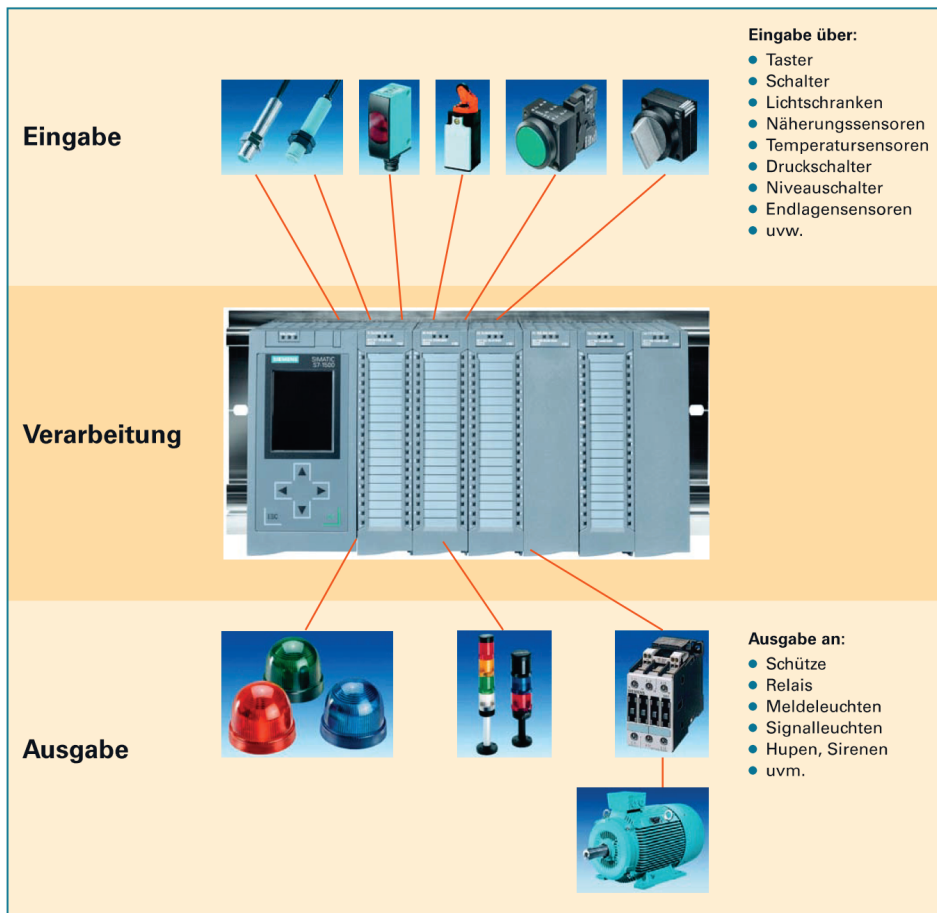 Eingabe
Eingabe über:
Taster
Schalter
Lichtschranken
Näherungssensoren
Temperatursensoren
Druckschalter
Niveauschalter
Endlagensensoren
uvw.
Verarbeitung
SIEMENS
SIMATIC
S7-1500
ESC
Ausgabe
Ausgabe an:
Schütze
Relais
Meldeleuchten
Signalleuchten
Hupen, Sirenen
uvm.